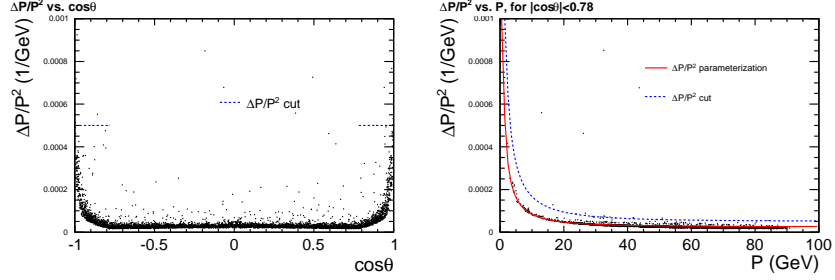 ΔP/P² vs. cosθ
ΔP/P² (1/GeV)
0.001
0.0008
0.0006
0.0004
0.0002
0
ΔP/P² cut
-1
-0.5
0
0.5
1
cosθ
ΔP/P² vs. P, for |cosθ|<0.78
ΔP/P² (1/GeV)
0.001
0.0008
0.0006
0.0004
0.0002
0
ΔP/P² parameterization
ΔP/P² cut
0
20
40
60
80
100
P (GeV)